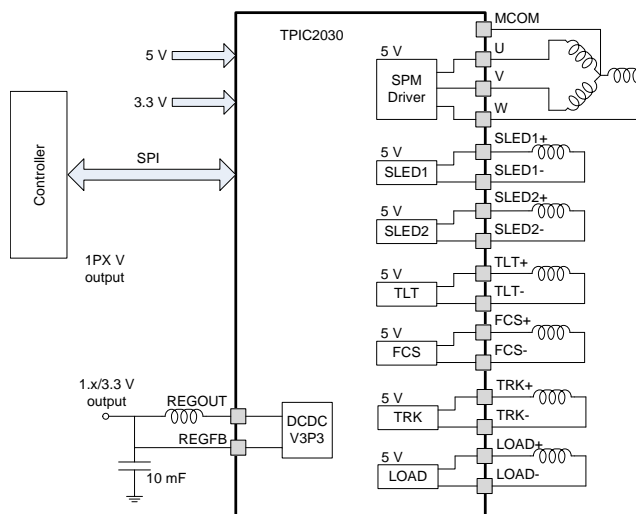 TPIC2030
MCOM
5 V
3.3 V
Controller
SPI
1PX V
output
1.x/3.3 V
output
REGOUT
REGFB
10 mF
DCDC
V3P3
5 V
SPM
Driver
U
V
W
5 V
SLED1
SLED1+
SLED1-
5 V
SLED2
SLED2+
SLED2-
5 V
TLT
TLT+
TLT-
5 V
FCS
FCS+
FCS-
5 V
TRK
TRK+
TRK-
5 V
LOAD
LOAD+
LOAD-